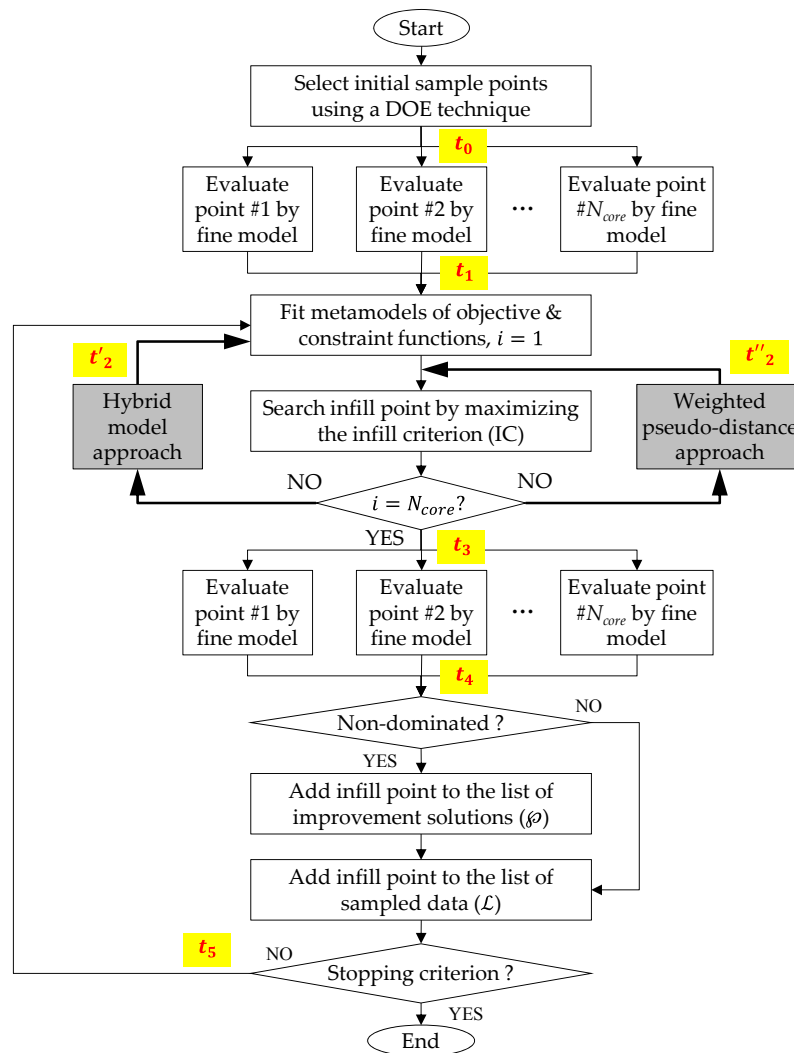 Start
Select initial sample points
using a DOE technique
t₀
Evaluate
point #1 by
fine model
Evaluate
point #2 by
fine model
...
Evaluate point
#N_core by fine
model
t₁
Fit metamodels of objective &
constraint functions, i = 1
t'₂
t''₂
Hybrid
model
approach
Search infill point by maximizing
the infill criterion (IC)
Weighted
pseudo-distance
approach
NO
NO
i = N_core?
YES
t₃
Evaluate
point #1 by
fine model
Evaluate
point #2 by
fine model
...
Evaluate point
#N_core by fine
model
t₄
Non-dominated ?
NO
YES
Add infill point to the list of
improvement solutions (℘)
Add infill point to the list of
sampled data (ℒ)
t₅
NO
Stopping criterion ?
YES
End